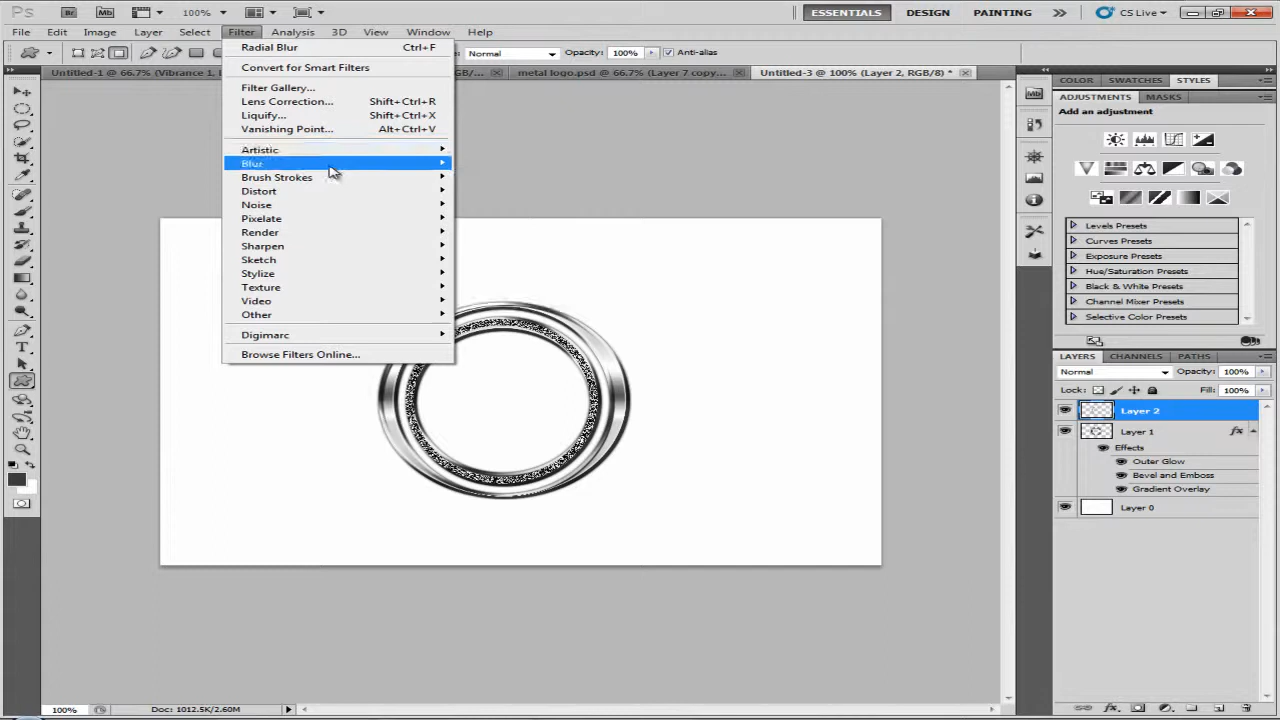 Ps Br Mb 100% ESSENTIALS DESIGN PAINTING CS Live
File Edit Image Layer Select Filter Analysis 3D View Window Help
Normal Opacity: 100% Anti-alias
Untitled-1 @ 66.7% (Vibrance 1, metal logo.psd @ 66.7% (Layer 7 copy... Untitled-3 @ 100% (Layer 2, RGB/8) *
Radial Blur Ctrl+F
Convert for Smart Filters
Filter Gallery...
Lens Correction... Shift+Ctrl+R
Liquify... Shift+Ctrl+X
Vanishing Point... Alt+Ctrl+V
Artistic
Blur
Brush Strokes
Distort
Noise
Pixelate
Render
Sharpen
Sketch
Stylize
Texture
Video
Other
Digimarc
Browse Filters Online...
COLOR SWATCHES STYLES
ADJUSTMENTS MASKS
Add an adjustment
Levels Presets
Curves Presets
Exposure Presets
Hue/Saturation Presets
Black & White Presets
Channel Mixer Presets
Selective Color Presets
LAYERS CHANNELS PATHS
Normal Opacity: 100%
Lock: Fill: 100%
Layer 2
Layer 1 fx
Effects
Outer Glow
Bevel and Emboss
Gradient Overlay
Layer 0
100% Doc: 1012.5K/2.60M